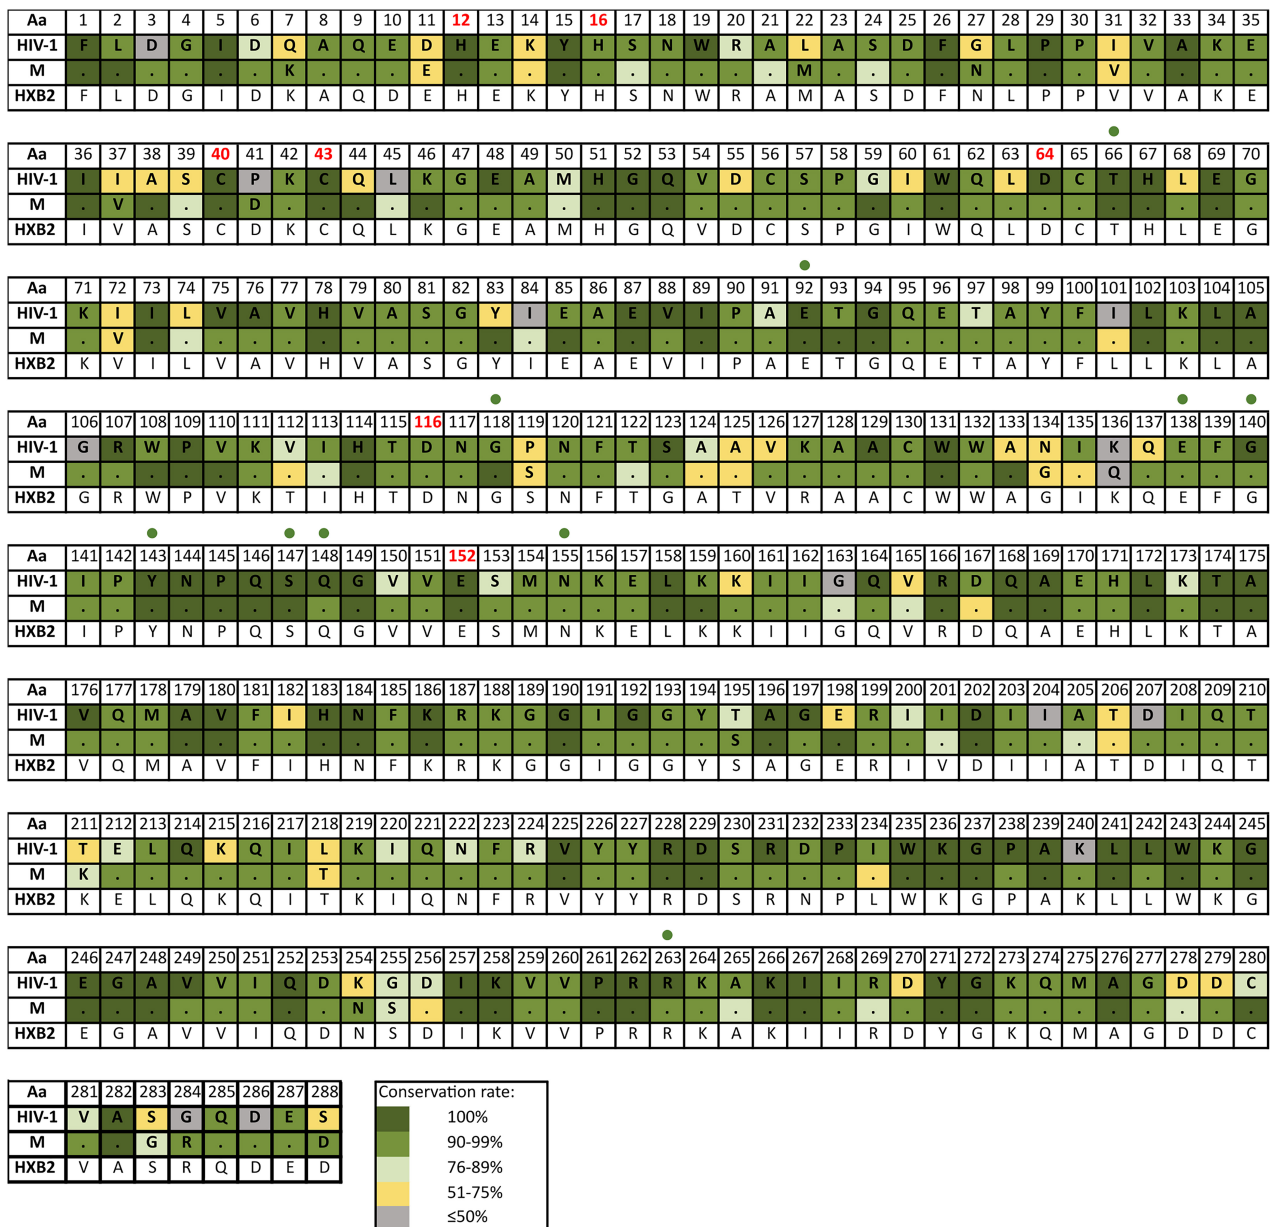 Aa 1 2 3 4 5 6 7 8 9 10 11 12 13 14 15 16 17 18 19 20 21 22 23 24 25 26 27 28 29 30 31 32 33 34 35
HIV-1 F L D G I D Q A Q E D H E K Y H S N W R A L A S D F G L P P I V A K E
M . . . . . . K . . . E . . . . . . . . . . M . . . . N . . . V . . . .
HXB2 F L D G I D K A Q D E H E K Y H S N W R A M A S D F N L P P V V A K E
Aa 36 37 38 39 40 41 42 43 44 45 46 47 48 49 50 51 52 53 54 55 56 57 58 59 60 61 62 63 64 65 66 67 68 69 70
HIV-1 I I A S C P K C Q L K G E A M H G Q V D C S P G I W Q L D C T H L E G
M . V . . . D . . . . . . . . . . . . . . . . . . . . . . . . . . . . .
HXB2 I V A S C D K C Q L K G E A M H G Q V D C S P G I W Q L D C T H L E G
Aa 71 72 73 74 75 76 77 78 79 80 81 82 83 84 85 86 87 88 89 90 91 92 93 94 95 96 97 98 99 100 101 102 103 104 105
HIV-1 K I I L V A V H V A S G Y I E A E V I P A E T G Q E T A Y F I L K L A
M . V . . . . . . . . . . . . . . . . . . . . . . . . . . . . . . . . .
HXB2 K V I L V A V H V A S G Y I E A E V I P A E T G Q E T A Y F L L K L A
Aa 106 107 108 109 110 111 112 113 114 115 116 117 118 119 120 121 122 123 124 125 126 127 128 129 130 131 132 133 134 135 136 137 138 139 140
HIV-1 G R W P V K V I H T D N G P N F T S A A V K A A C W W A N I K Q E F G
M . . . . . . . . . . . . . S . . . . . . . . . . . . . . G . Q . . . .
HXB2 G R W P V K T I H T D N G S N F T G A T V R A A C W W A G I K Q E F G
Aa 141 142 143 144 145 146 147 148 149 150 151 152 153 154 155 156 157 158 159 160 161 162 163 164 165 166 167 168 169 170 171 172 173 174 175
HIV-1 I P Y N P Q S Q G V V E S M N K E L K K I I G Q V R D Q A E H L K T A
M . . . . . . . . . . . . . . . . . . . . . . . . . . . . . . . . . . .
HXB2 I P Y N P Q S Q G V V E S M N K E L K K I I G Q V R D Q A E H L K T A
Aa 176 177 178 179 180 181 182 183 184 185 186 187 188 189 190 191 192 193 194 195 196 197 198 199 200 201 202 203 204 205 206 207 208 209 210
HIV-1 V Q M A V F I H N F K R K G G I G G Y T A G E R I I D I I A T D I Q T
M . . . . . . . . . . . . . . . . . . . S . . . . . . . . . . . . . . .
HXB2 V Q M A V F I H N F K R K G G I G G Y S A G E R I V D I I A T D I Q T
Aa 211 212 213 214 215 216 217 218 219 220 221 222 223 224 225 226 227 228 229 230 231 232 233 234 235 236 237 238 239 240 241 242 243 244 245
HIV-1 T E L Q K Q I L K I Q N F R V Y Y R D S R D P I W K G P A K L L W K G
M K . . . . . . T . . . . . . . . . . . . . . . . . . . . . . . . . . .
HXB2 K E L Q K Q I T K I Q N F R V Y Y R D S R N P L W K G P A K L L W K G
Aa 246 247 248 249 250 251 252 253 254 255 256 257 258 259 260 261 262 263 264 265 266 267 268 269 270 271 272 273 274 275 276 277 278 279 280
HIV-1 E G A V V I Q D K G D I K V V P R R K A K I I R D Y G K Q M A G D D C
M . . . . . . . . N S . . . . . . . . . . . . . . . . . . . . . . . . .
HXB2 E G A V V I Q D N S D I K V V P R R K A K I I R D Y G K Q M A G D D C
Aa 281 282 283 284 285 286 287 288
HIV-1 V A S G Q D E S
M . . G R . . . D
HXB2 V A S R Q D E D
Conservation rate:
100%
90-99%
76-89%
51-75%
≤50%